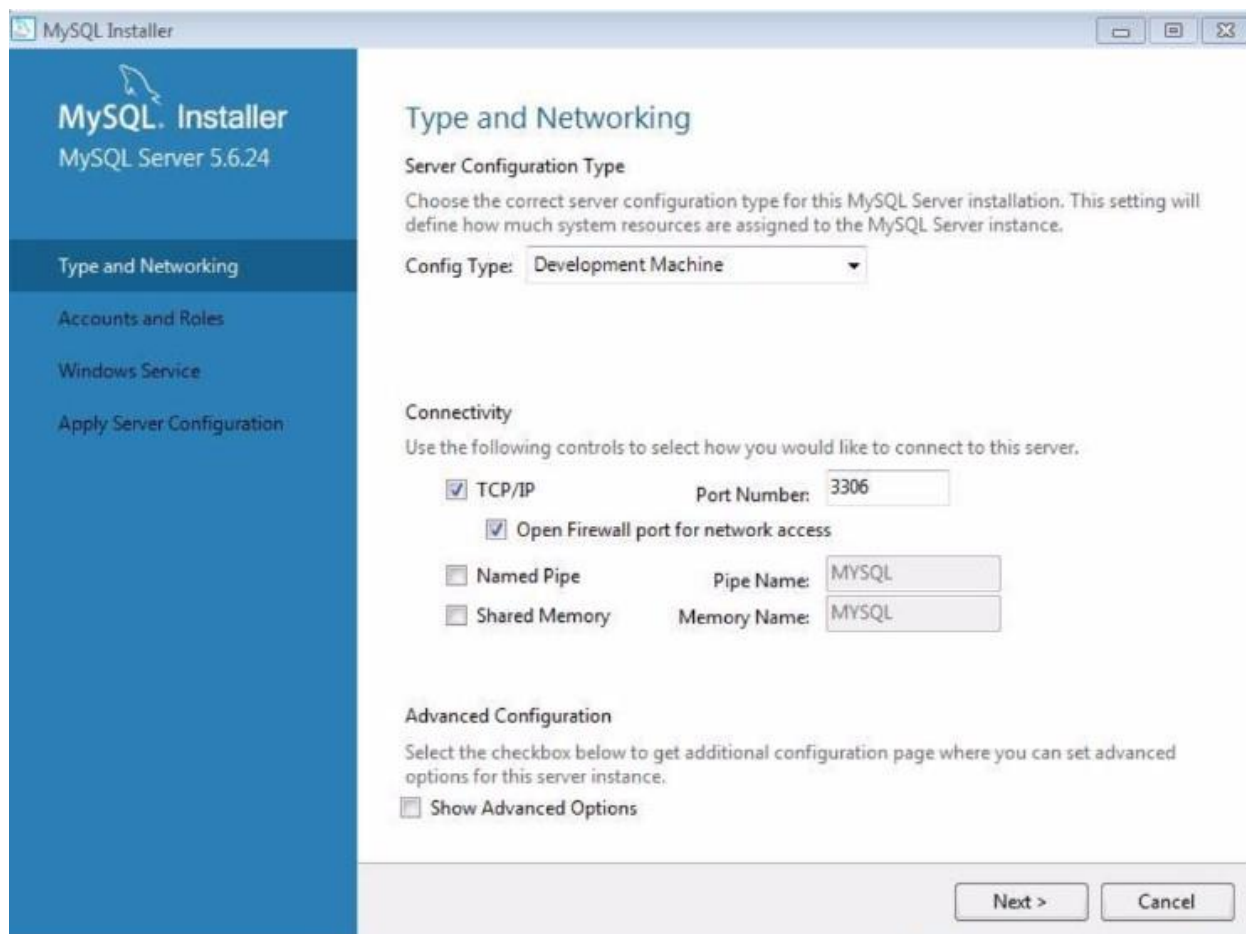 MySQL Installer
MySQL. Installer
MySQL Server 5.6.24
Type and Networking
Accounts and Roles
Windows Service
Apply Server Configuration
Type and Networking
Server Configuration Type
Choose the correct server configuration type for this MySQL Server installation. This setting will
define how much system resources are assigned to the MySQL Server instance.
Config Type: Development Machine
Connectivity
Use the following controls to select how you would like to connect to this server.
TCP/IP Port Number: 3306
Open Firewall port for network access
Named Pipe Pipe Name: MYSQL
Shared Memory Memory Name: MYSQL
Advanced Configuration
Select the checkbox below to get additional configuration page where you can set advanced
options for this server instance.
Show Advanced Options
Next > Cancel